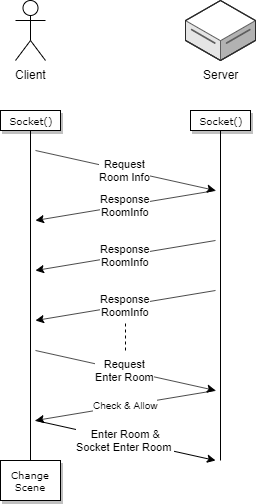 Client
Server
Socket()
Socket()
Request
Room Info
Response
RoomInfo
Response
RoomInfo
Response
RoomInfo
Request
Enter Room
Check & Allow
Enter Room &
Socket Enter Room
Change
Scene